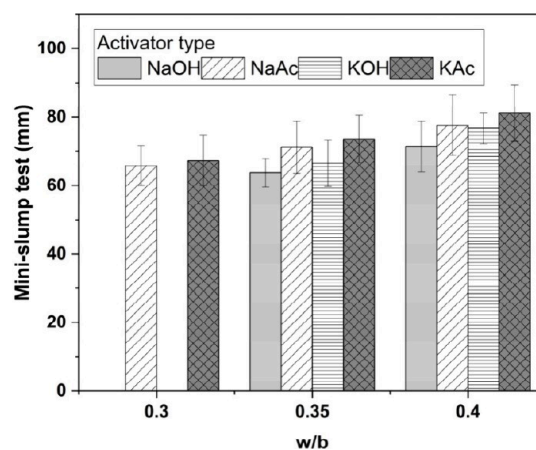 Activator type
NaOH NaAc KOH KAc
Mini-slump test (mm)
100
80
60
40
20
0
0.3 0.35 0.4
w/b